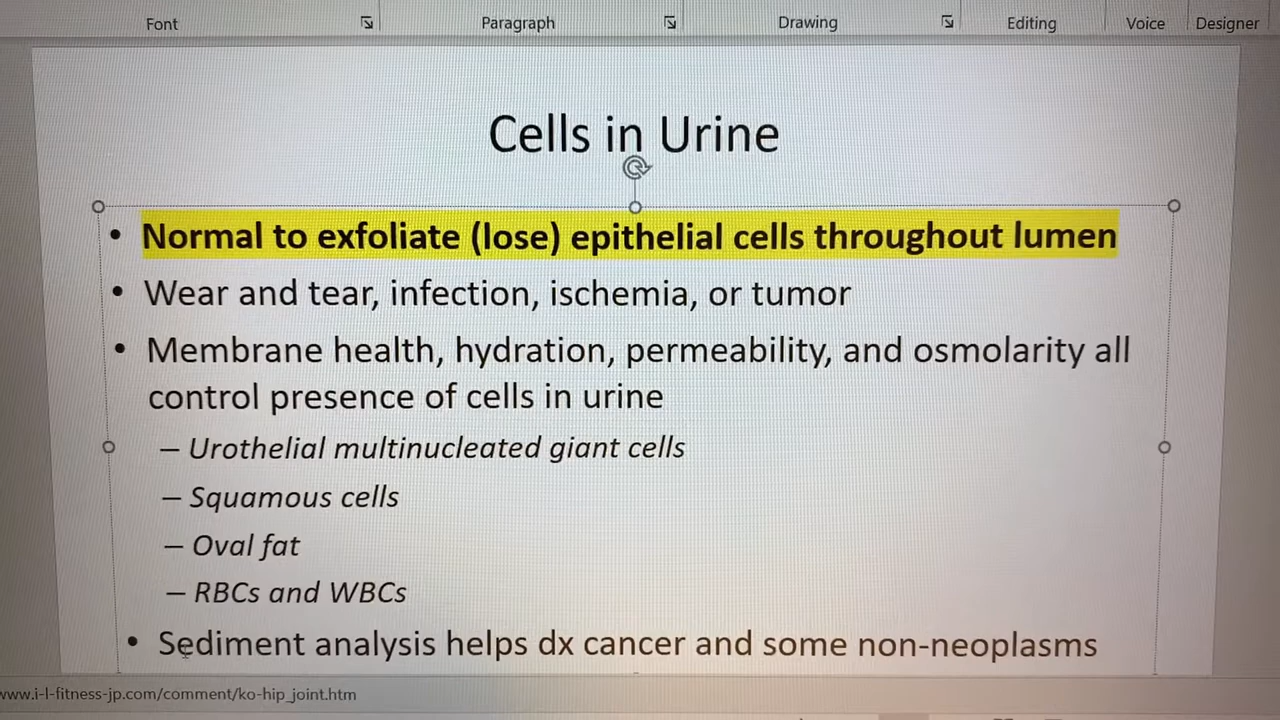 Font Paragraph Drawing Editing Voice Designer
Cells in Urine
• Normal to exfoliate (lose) epithelial cells throughout lumen
• Wear and tear, infection, ischemia, or tumor
• Membrane health, hydration, permeability, and osmolarity all
control presence of cells in urine
– Urothelial multinucleated giant cells
– Squamous cells
– Oval fat
– RBCs and WBCs
• Sediment analysis helps dx cancer and some non-neoplasms
www.i-l-fitness-jp.com/comment/ko-hip_joint.htm